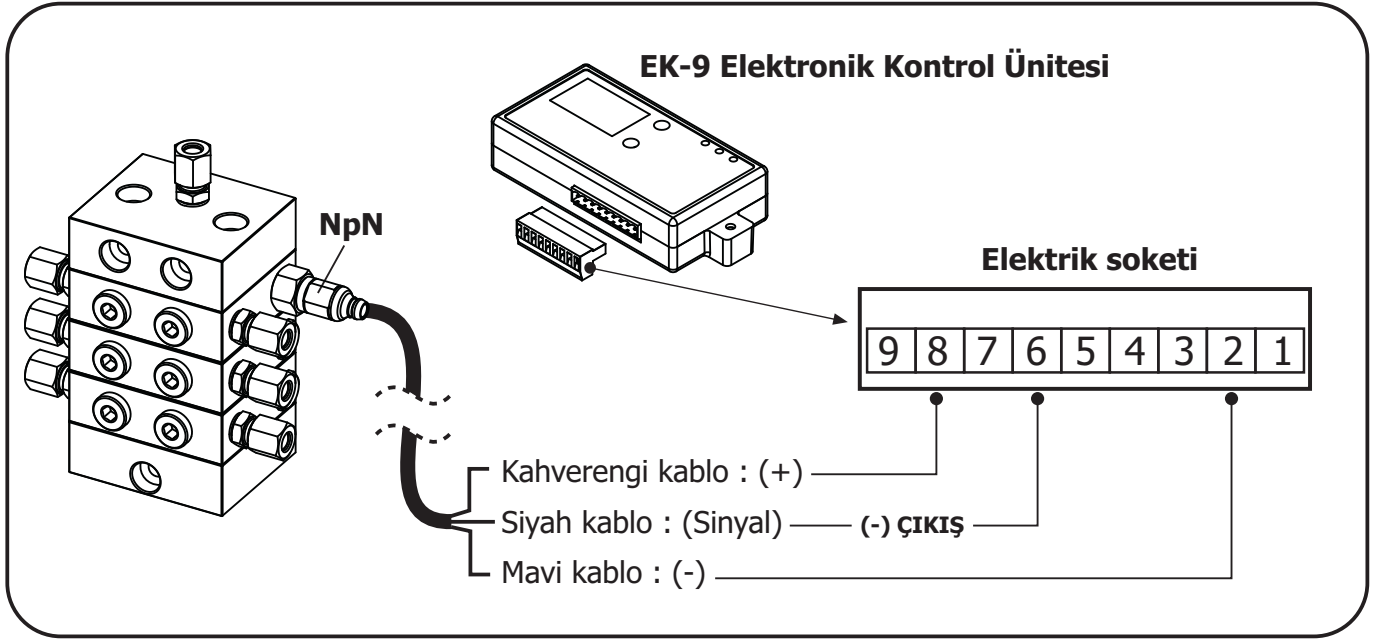 EK-9 Elektronik Kontrol Ünitesi
NpN
Elektrik soketi
9 8 7 6 5 4 3 2 1
Kahverengi kablo : (+)
Siyah kablo : (Sinyal) (-) ÇIKIŞ
Mavi kablo : (-)